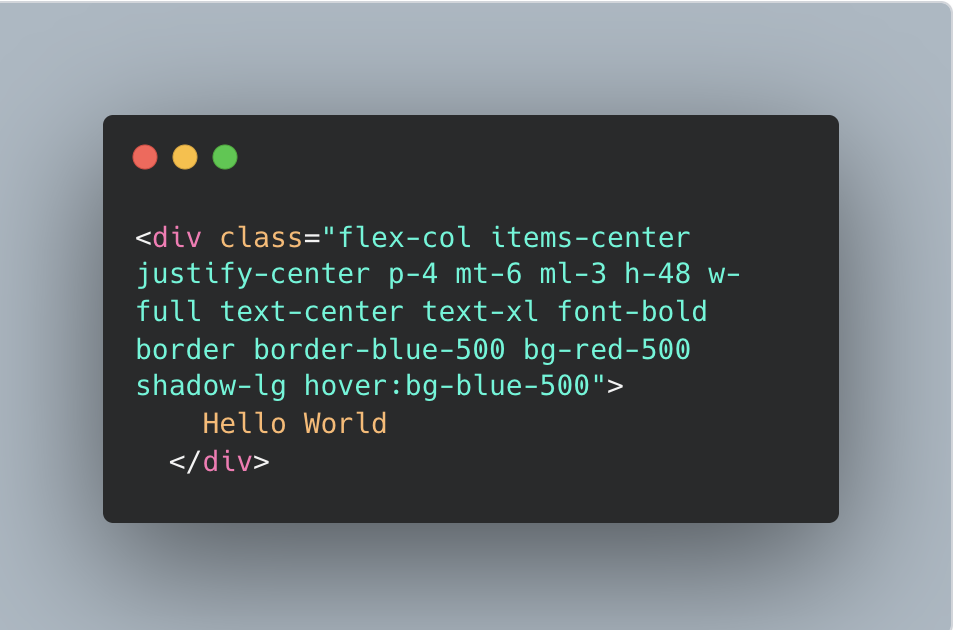 <div class="flex-col items-center
justify-center p-4 mt-6 ml-3 h-48 w-
full text-center text-xl font-bold
border border-blue-500 bg-red-500
shadow-lg hover:bg-blue-500">
    Hello World
  </div>